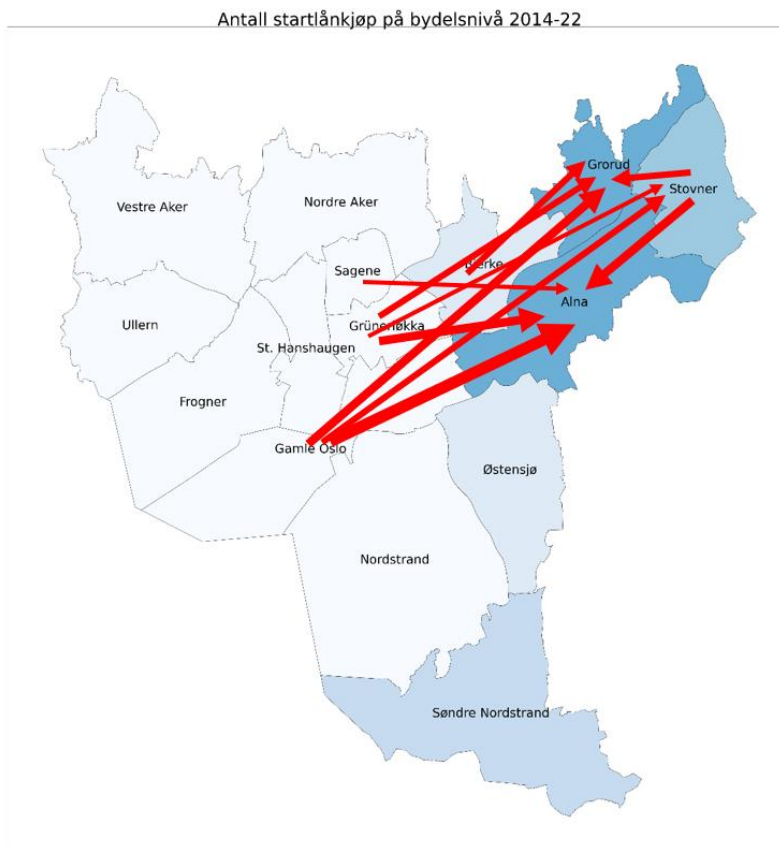 Antall startlånkjøp på bydelsnivå 2014-22
Grorud
Stovner
Vestre Aker
Nordre Aker
Sagene
Alna
Ullern
St. Hanshaugen
Frogner
Gamle Oslo
Østensjø
Nordstrand
Søndre Nordstrand